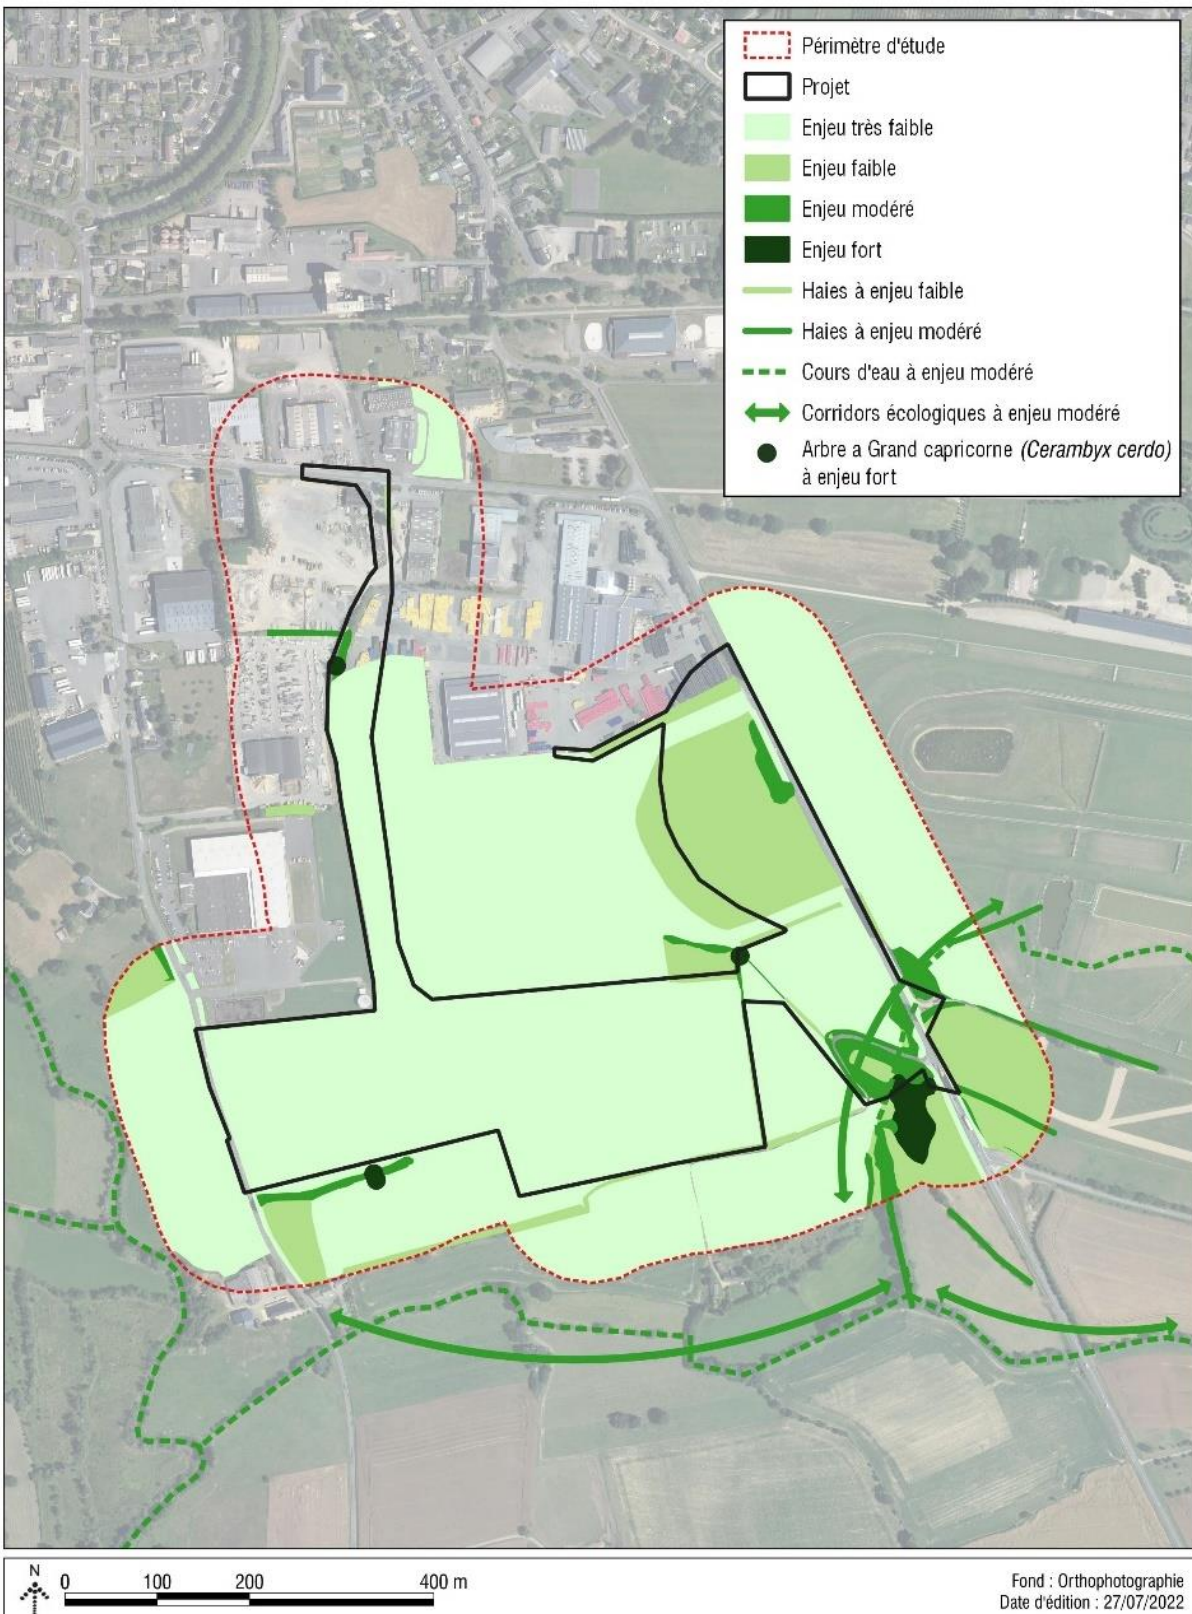 Périmètre d'étude
Projet
Enjeu très faible
Enjeu faible
Enjeu modéré
Enjeu fort
Haies à enjeu faible
Haies à enjeu modéré
Cours d'eau à enjeu modéré
Corridors écologiques à enjeu modéré
Arbre a Grand capricorne (Cerambyx cerdo)
à enjeu fort
N
0 100 200 400 m
Fond : Orthophotographie
Date d'édition : 27/07/2022